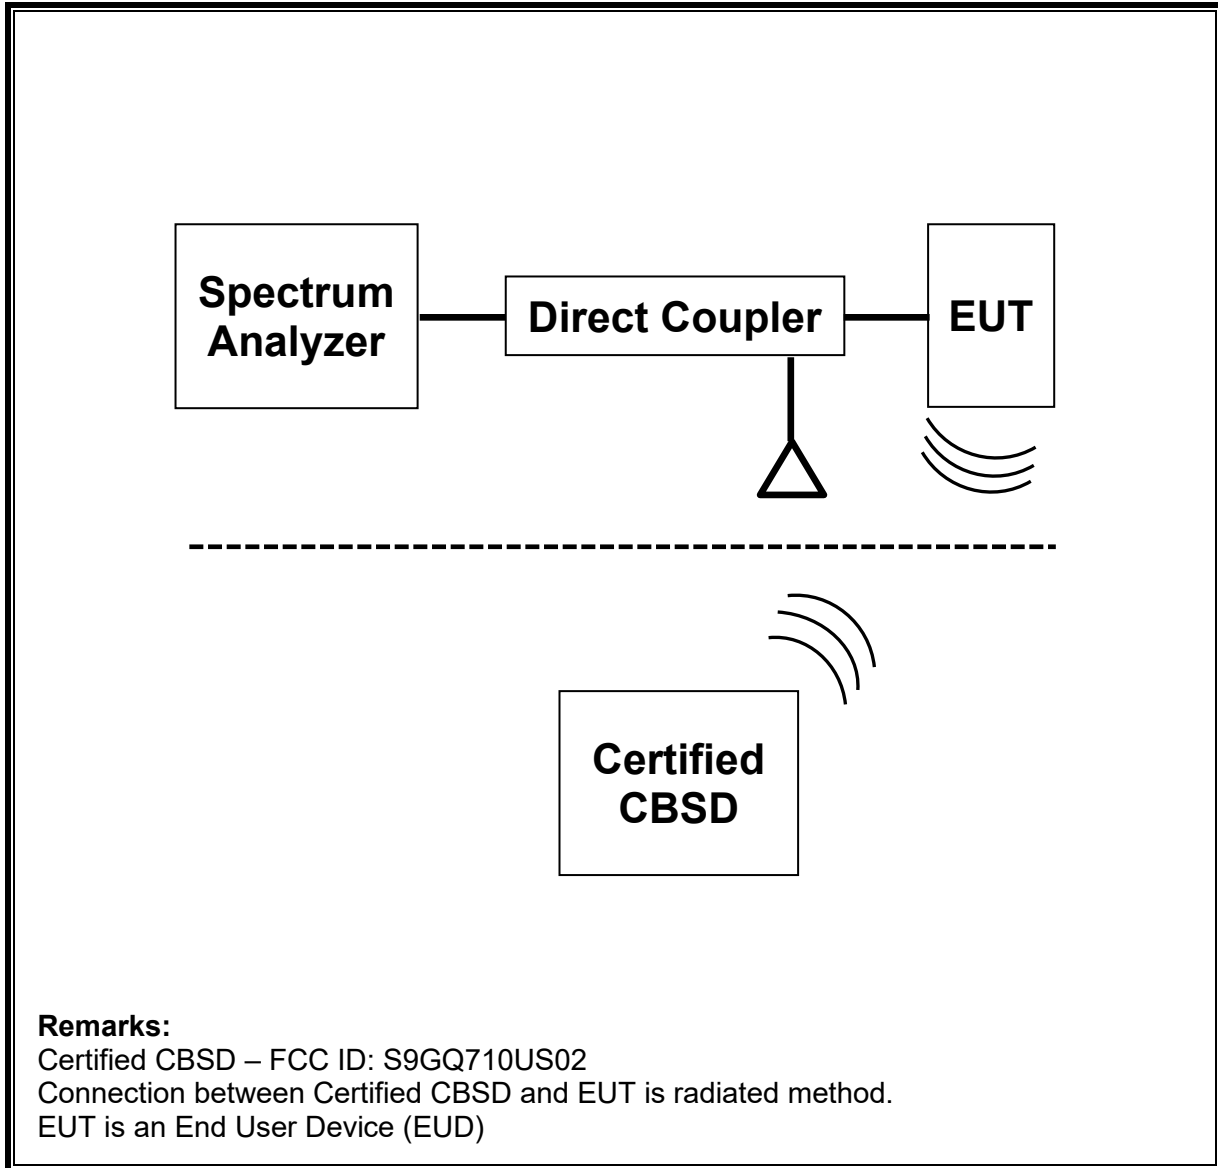 Spectrum
Analyzer
Direct Coupler
EUT
Certified
CBSD
Remarks:
Certified CBSD – FCC ID: S9GQ710US02
Connection between Certified CBSD and EUT is radiated method.
EUT is an End User Device (EUD)